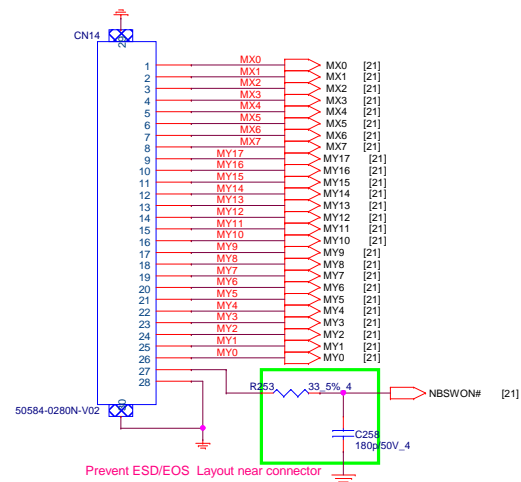 CN14
29
1 MX0 MX0 [21]
2 MX1 MX1 [21]
3 MX2 MX2 [21]
4 MX3 MX3 [21]
5 MX4 MX4 [21]
6 MX5 MX5 [21]
7 MX6 MX6 [21]
8 MX7 MX7 [21]
9 MY17 MY17 [21]
10 MY16 MY16 [21]
11 MY15 MY15 [21]
12 MY14 MY14 [21]
13 MY13 MY13 [21]
14 MY12 MY12 [21]
15 MY11 MY11 [21]
16 MY10 MY10 [21]
17 MY9 MY9 [21]
18 MY8 MY8 [21]
19 MY7 MY7 [21]
20 MY6 MY6 [21]
21 MY5 MY5 [21]
22 MY4 MY4 [21]
23 MY3 MY3 [21]
24 MY2 MY2 [21]
25 MY1 MY1 [21]
26 MY0 MY0 [21]
27
28
R253 33_5%_4
NBSWON# [21]
50584-0280N-V02
C258
180p/50V_4
Prevent ESD/EOS Layout near connector